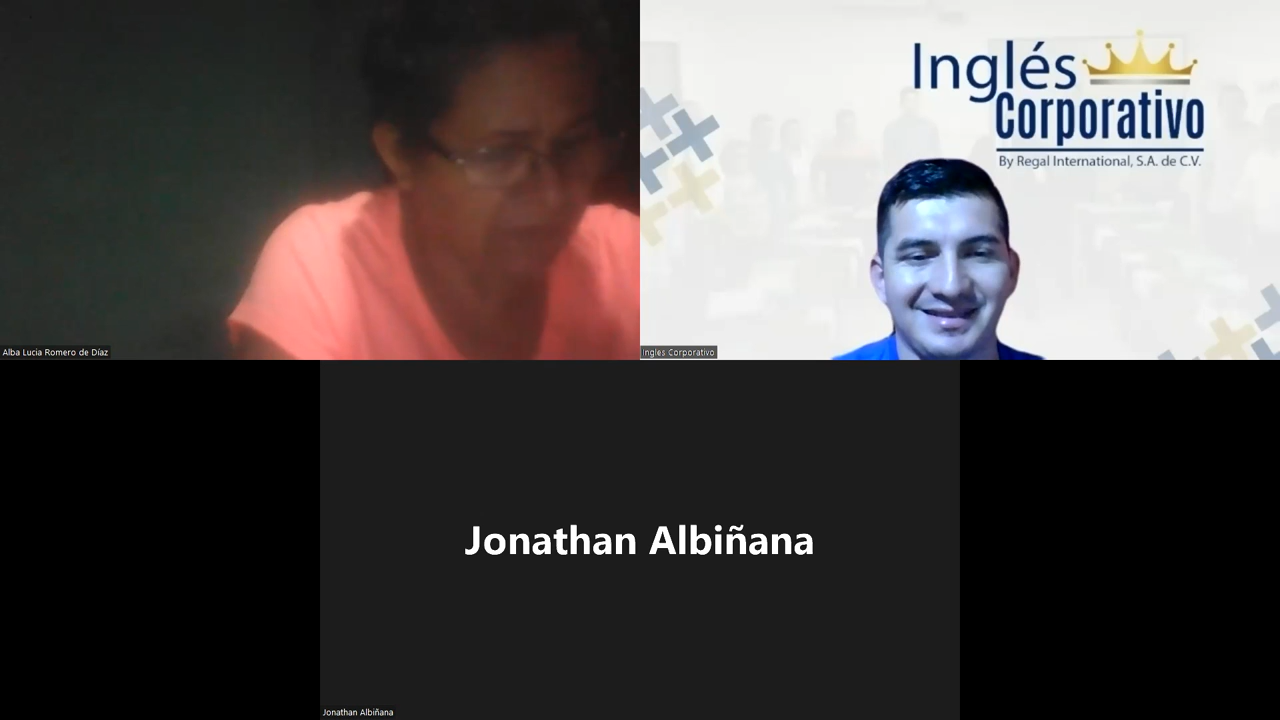 Inglés
Corporativo
By Regal International, S.A. de C.V.
Alba Lucia Romero de Díaz
Ingles Corporativo
Jonathan Albiñana
Jonathan Albiñana